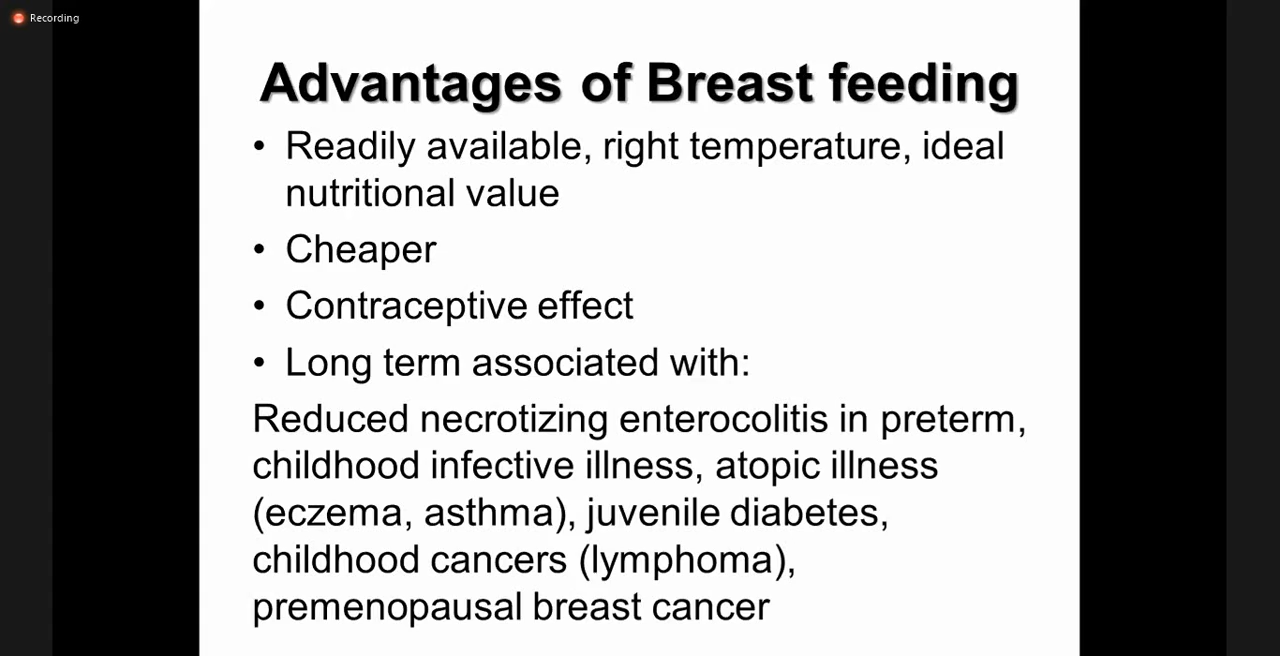 Recording
Advantages of Breast feeding
• Readily available, right temperature, ideal
nutritional value
• Cheaper
• Contraceptive effect
• Long term associated with:
Reduced necrotizing enterocolitis in preterm,
childhood infective illness, atopic illness
(eczema, asthma), juvenile diabetes,
childhood cancers (lymphoma),
premenopausal breast cancer